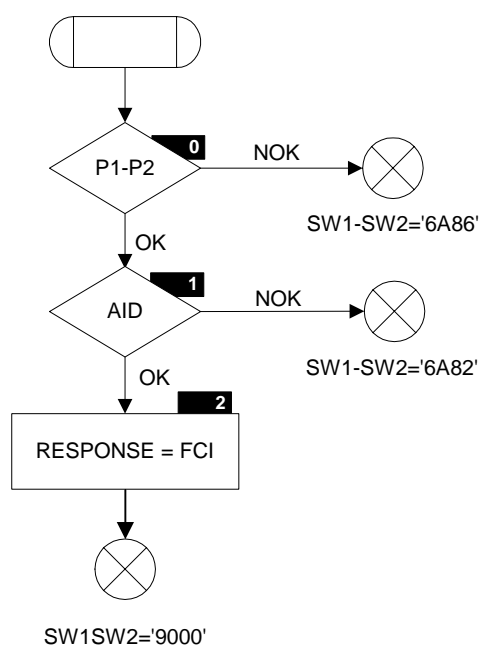 0
P1-P2
NOK
SW1-SW2='6A86'
OK
1
AID
NOK
SW1-SW2='6A82'
OK
2
RESPONSE = FCI
SW1SW2='9000'